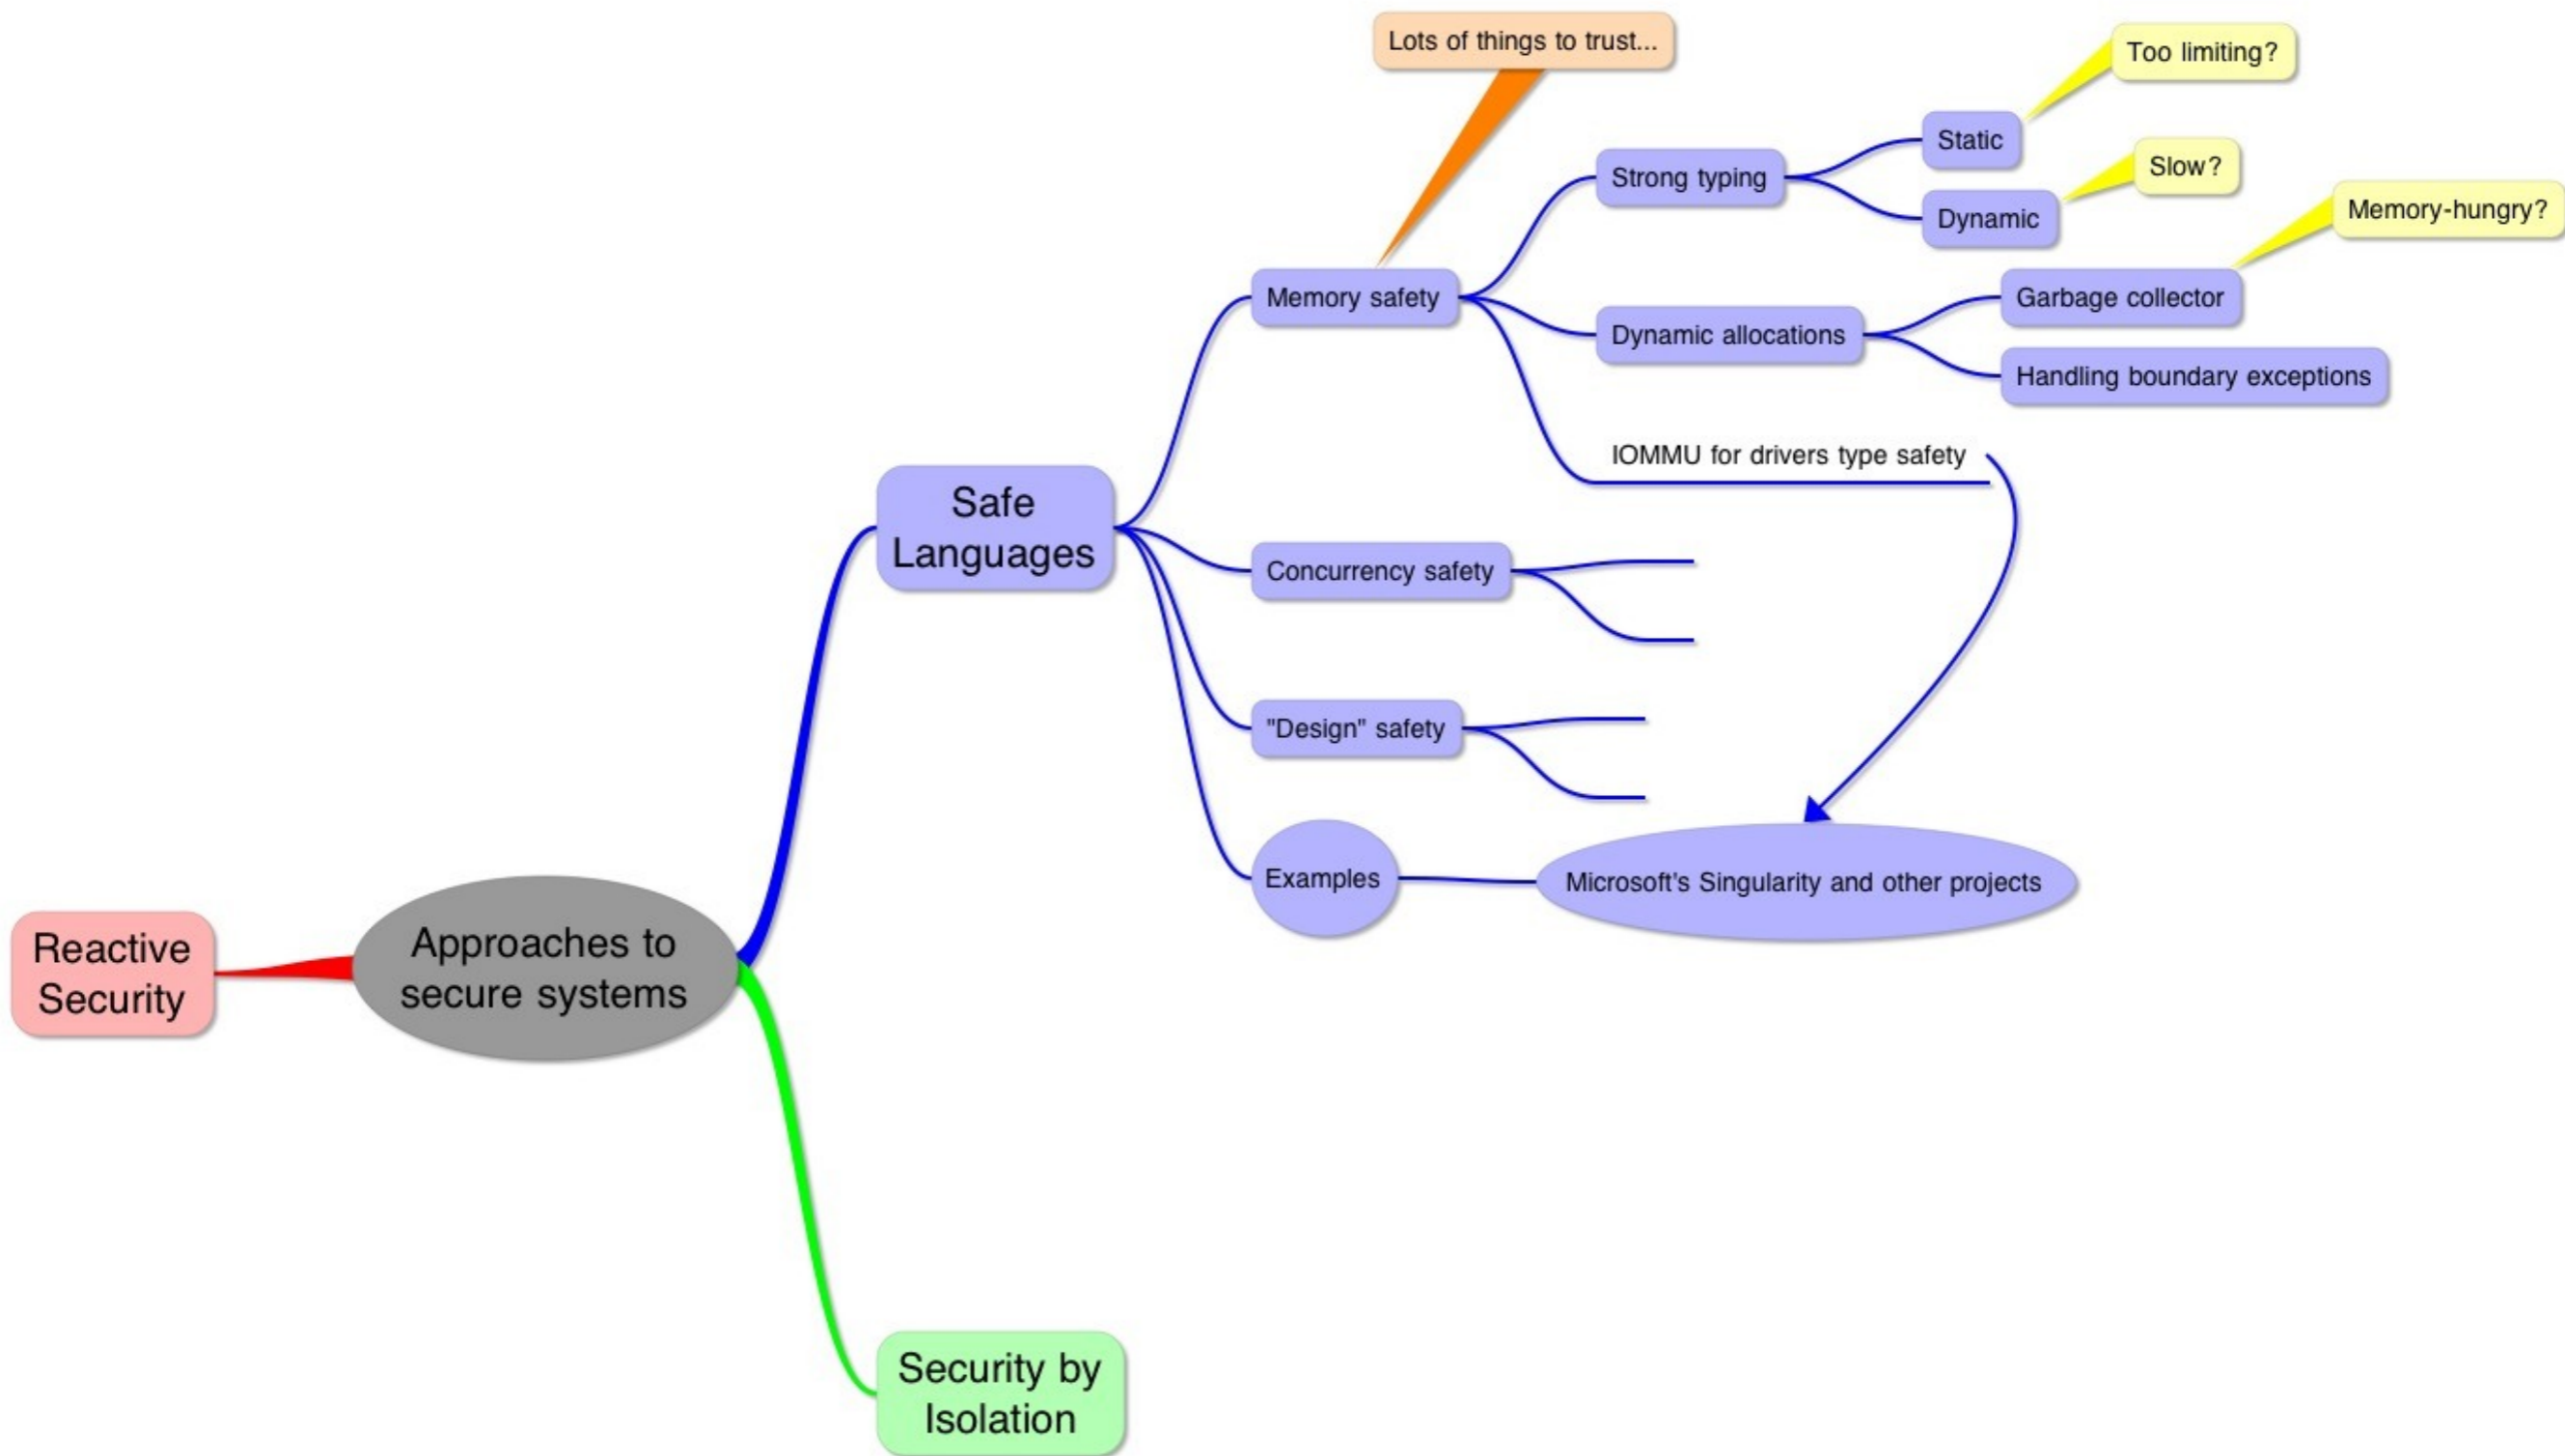 Lots of things to trust...
Too limiting?
Static
Slow?
Strong typing
Memory-hungry?
Dynamic
Memory safety
Garbage collector
Dynamic allocations
Handling boundary exceptions
IOMMU for drivers type safety
Safe
Languages
Concurrency safety
"Design" safety
Examples
Microsoft's Singularity and other projects
Reactive
Security
Approaches to
secure systems
Security by
Isolation